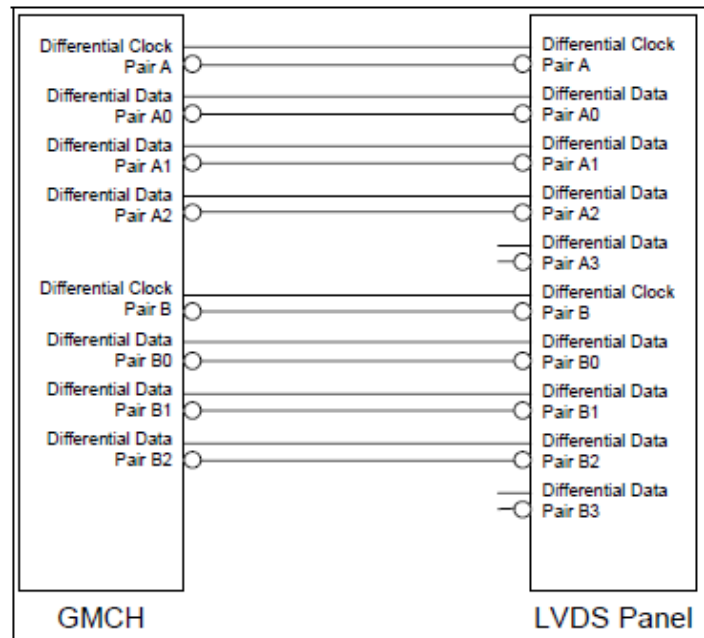 Differential Clock
Pair A
Differential Data
Pair A0
Differential Data
Pair A1
Differential Data
Pair A2
Differential Clock
Pair B
Differential Data
Pair B0
Differential Data
Pair B1
Differential Data
Pair B2
GMCH
Differential Clock
Pair A
Differential Data
Pair A0
Differential Data
Pair A1
Differential Data
Pair A2
Differential Data
Pair A3
Differential Clock
Pair B
Differential Data
Pair B0
Differential Data
Pair B1
Differential Data
Pair B2
Differential Data
Pair B3
LVDS Panel